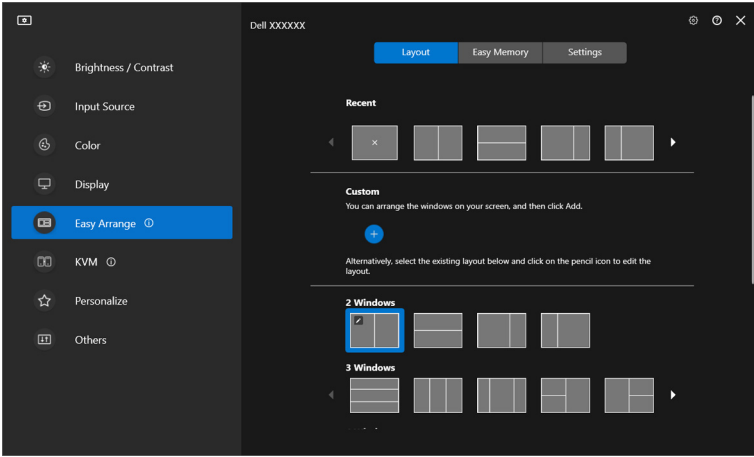 Dell XXXXXX
Brightness / Contrast
Input Source
Color
Display
Easy Arrange
KVM
Personalize
Others
Layout
Easy Memory
Settings
Recent
Custom
You can arrange the windows on your screen, and then click Add.
Alternatively, select the existing layout below and click on the pencil icon to edit the
layout.
2 Windows
3 Windows